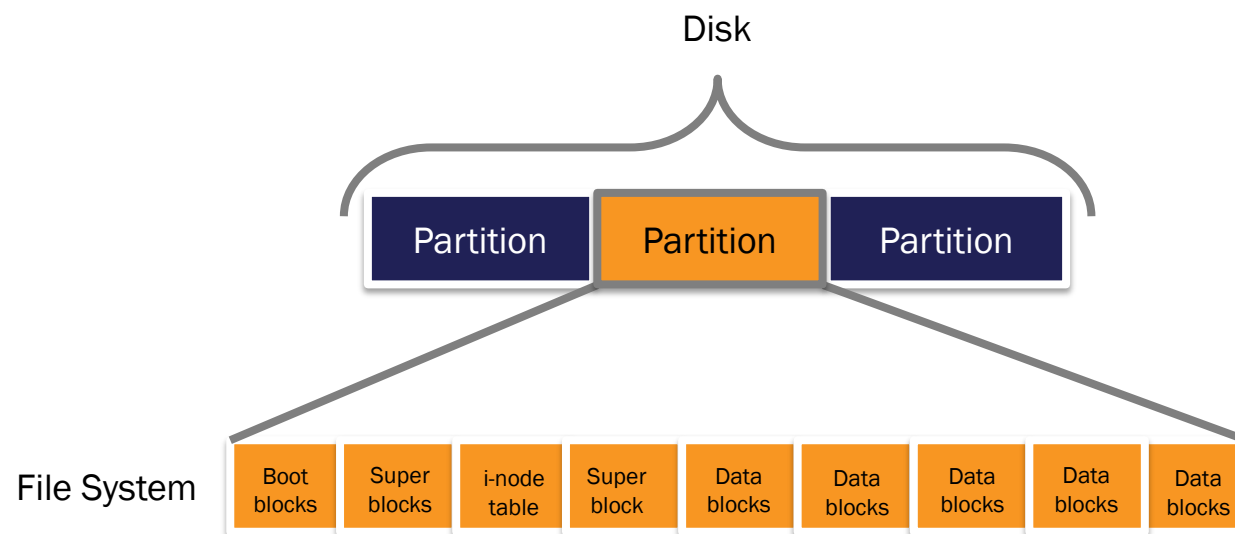 Disk
Partition
Partition
Partition
File System
Boot
blocks
Super
blocks
i-node
table
Super
block
Data
blocks
Data
blocks
Data
blocks
Data
blocks
Data
blocks